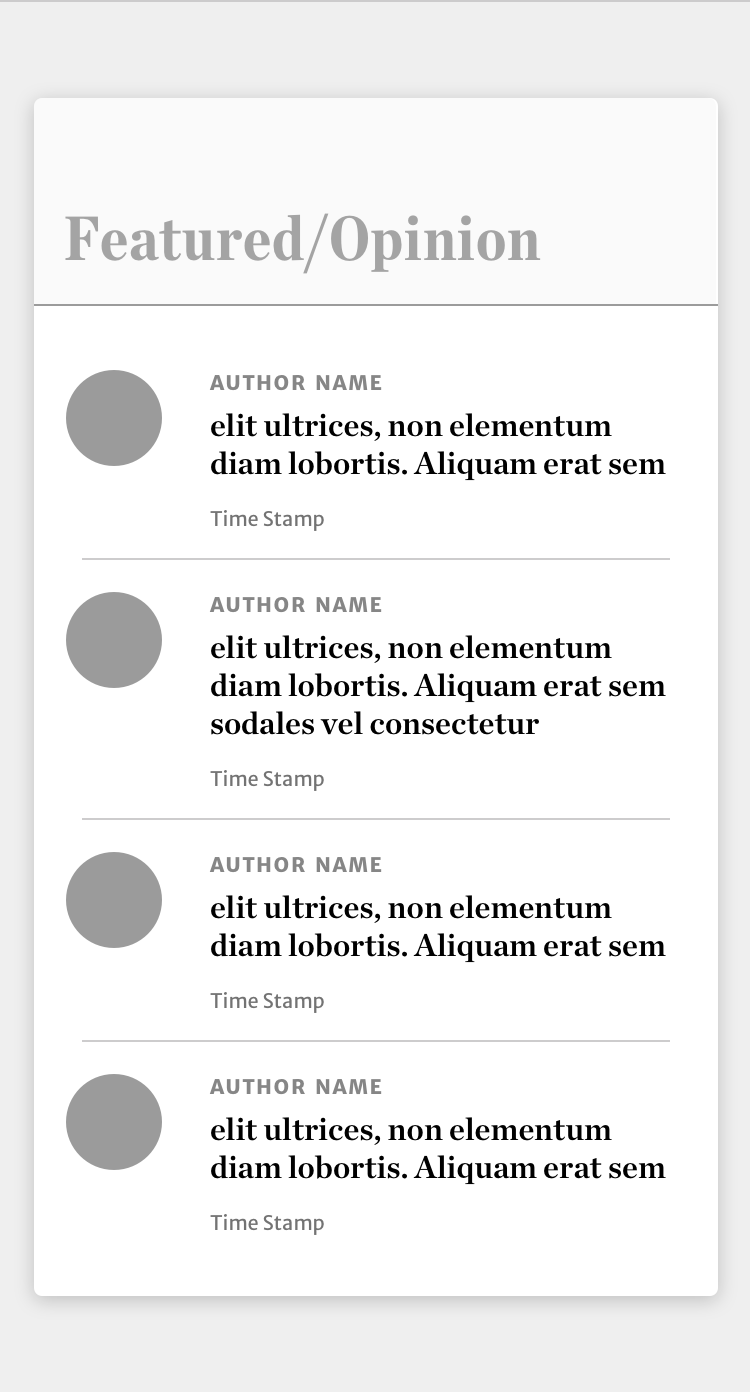 Featured/Opinion
AUTHOR NAME
elit ultrices, non elementum
diam lobortis. Aliquam erat sem
Time Stamp
AUTHOR NAME
elit ultrices, non elementum
diam lobortis. Aliquam erat sem
sodales vel consectetur
Time Stamp
AUTHOR NAME
elit ultrices, non elementum
diam lobortis. Aliquam erat sem
Time Stamp
AUTHOR NAME
elit ultrices, non elementum
diam lobortis. Aliquam erat sem
Time Stamp